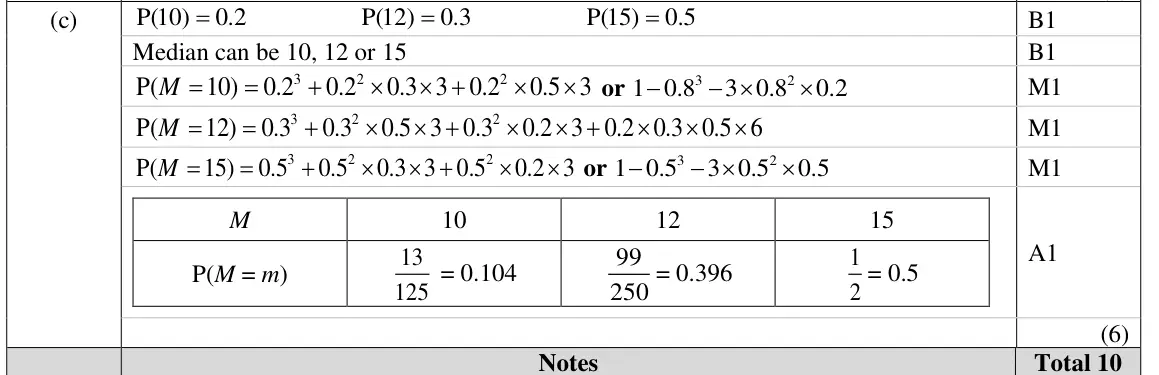 (c) P(10) = 0.2 P(12) = 0.3 P(15) = 0.5 B1
Median can be 10, 12 or 15 B1
P(M = 10) = 0.2³ + 0.2² × 0.3 × 3 + 0.2² × 0.5 × 3 or 1 − 0.8³ − 3 × 0.8² × 0.2 M1
P(M = 12) = 0.3³ + 0.3² × 0.5 × 3 + 0.3² × 0.2 × 3 + 0.2 × 0.3 × 0.5 × 6 M1
P(M = 15) = 0.5³ + 0.5² × 0.3 × 3 + 0.5² × 0.2 × 3 or 1 − 0.5³ − 3 × 0.5² × 0.5 M1
M 10 12 15
P(M = m) 13/125 = 0.104 99/250 = 0.396 1/2 = 0.5 A1
(6)
Notes Total 10